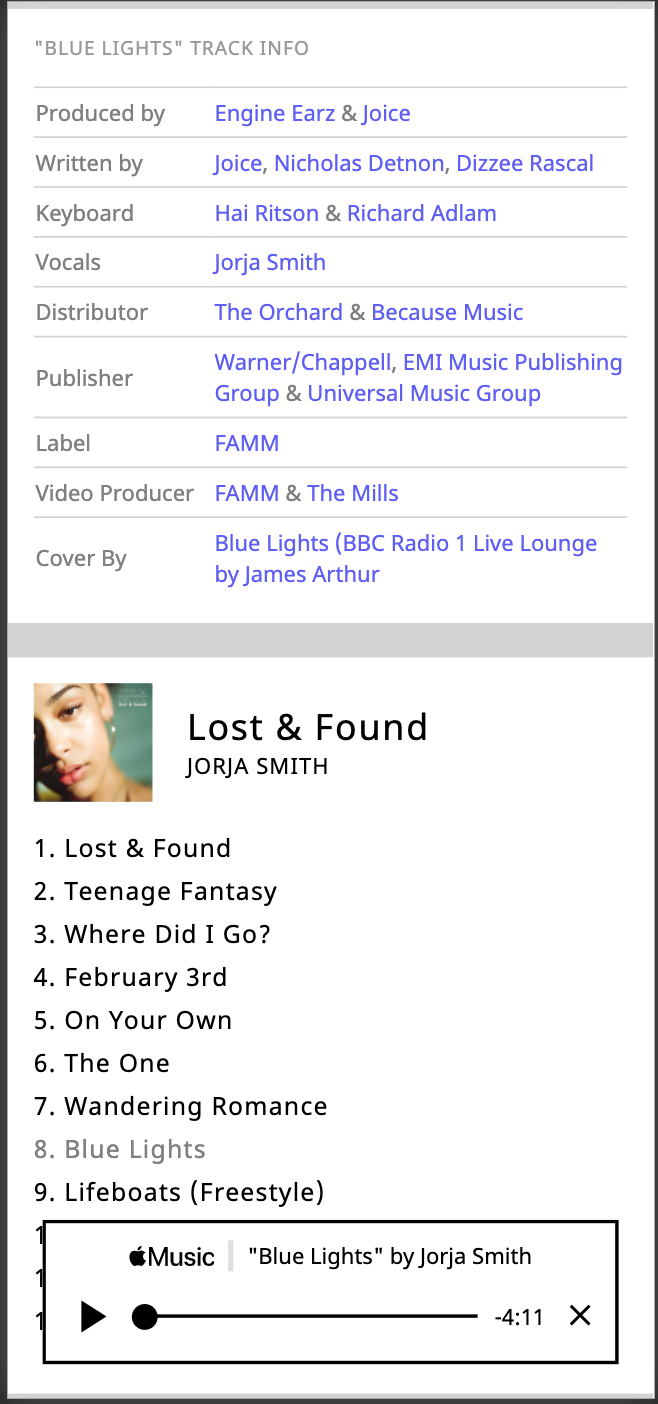 "BLUE LIGHTS" TRACK INFO
Produced by Engine Earz & Joice
Written by Joice, Nicholas Detnon, Dizzee Rascal
Keyboard Hai Ritson & Richard Adlam
Vocals Jorja Smith
Distributor The Orchard & Because Music
Publisher Warner/Chappell, EMI Music Publishing
Group & Universal Music Group
Label FAMM
Video Producer FAMM & The Mills
Cover By Blue Lights (BBC Radio 1 Live Lounge
by James Arthur
Lost & Found
JORJA SMITH
1. Lost & Found
2. Teenage Fantasy
3. Where Did I Go?
4. February 3rd
5. On Your Own
6. The One
7. Wandering Romance
8. Blue Lights
9. Lifeboats (Freestyle)
1
Music "Blue Lights" by Jorja Smith
1
-4:11
1